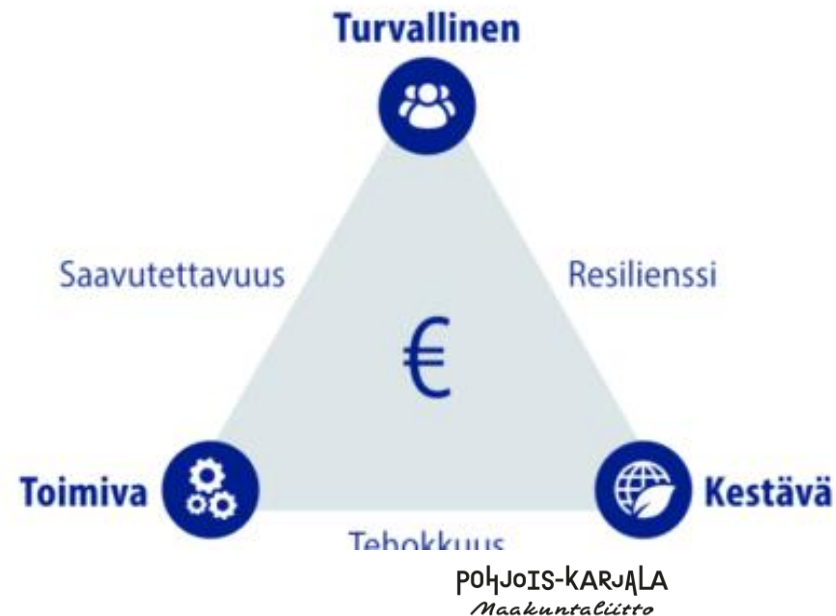 Turvallinen
Saavutettavuus
Resilienssi
€
Toimiva
Kestävä
Tehokkuus
POHJOIS-KARJALA
Maakuntaliitto